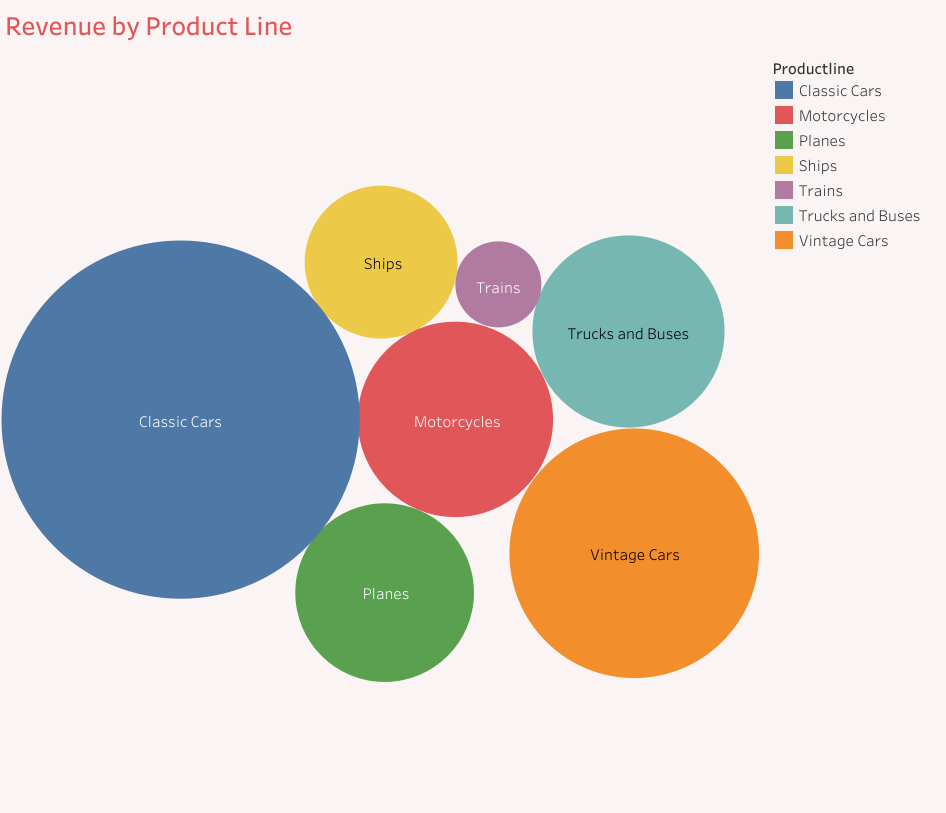 Revenue by Product Line
Productline
Classic Cars
Motorcycles
Planes
Ships
Trains
Trucks and Buses
Vintage Cars
Ships
Trains
Trucks and Buses
Classic Cars
Motorcycles
Vintage Cars
Planes